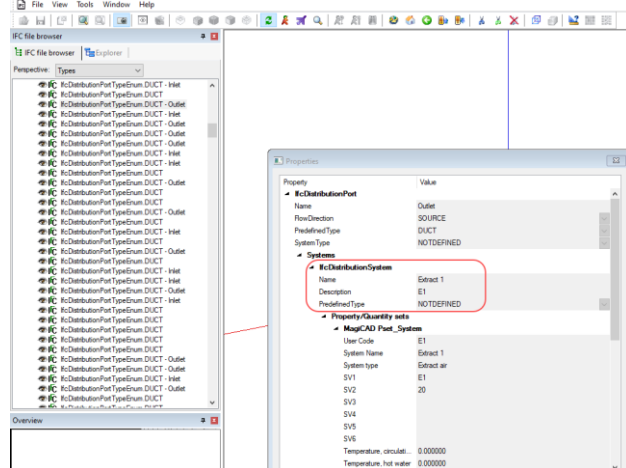 File View Tools Window Help
IFC file browser
IFC file browser
Explorer
Perspective: Types
IfcDistributionPortTypeEnum.DUCT - Inlet
IfcDistributionPortTypeEnum.DUCT
IfcDistributionPortTypeEnum.DUCT - Outlet
IfcDistributionPortTypeEnum.DUCT - Inlet
IfcDistributionPortTypeEnum.DUCT - Outlet
IfcDistributionPortTypeEnum.DUCT - Outlet
IfcDistributionPortTypeEnum.DUCT - Outlet
IfcDistributionPortTypeEnum.DUCT - Inlet
IfcDistributionPortTypeEnum.DUCT - Inlet
IfcDistributionPortTypeEnum.DUCT
IfcDistributionPortTypeEnum.DUCT - Outlet
IfcDistributionPortTypeEnum.DUCT
IfcDistributionPortTypeEnum.DUCT
IfcDistributionPortTypeEnum.DUCT - Outlet
IfcDistributionPortTypeEnum.DUCT
IfcDistributionPortTypeEnum.DUCT - Inlet
IfcDistributionPortTypeEnum.DUCT
IfcDistributionPortTypeEnum.DUCT - Outlet
IfcDistributionPortTypeEnum.DUCT
IfcDistributionPortTypeEnum.DUCT - Inlet
IfcDistributionPortTypeEnum.DUCT - Inlet
IfcDistributionPortTypeEnum.DUCT - Outlet
IfcDistributionPortTypeEnum.DUCT - Inlet
IfcDistributionPortTypeEnum.DUCT
IfcDistributionPortTypeEnum.DUCT
IfcDistributionPortTypeEnum.DUCT
IfcDistributionPortTypeEnum.DUCT
IfcDistributionPortTypeEnum.DUCT
IfcDistributionPortTypeEnum.DUCT - Outlet
IfcDistributionPortTypeEnum.DUCT - Outlet
IfcDistributionPortTypeEnum.DUCT - Inlet
IfcDistributionPortTypeEnum.DUCT - Outlet
IfcDistributionPortTypeEnum.DUCT
IfcDistributionPortTypeEnum.DUCT
Overview
Properties
Property Value
IfcDistributionPort
Name Outlet
FlowDirection SOURCE
PredefinedType DUCT
SystemType NOTDEFINED
Systems
IfcDistributionSystem
Name Extract 1
Description E1
PredefinedType NOTDEFINED
Property/Quantity sets
MagiCAD Pset_System
User Code E1
System Name Extract 1
System type Extract air
SV1 E1
SV2 20
SV3
SV4
SV5
SV6
Temperature, circulati... 0.000000
Temperature, hot water 0.000000